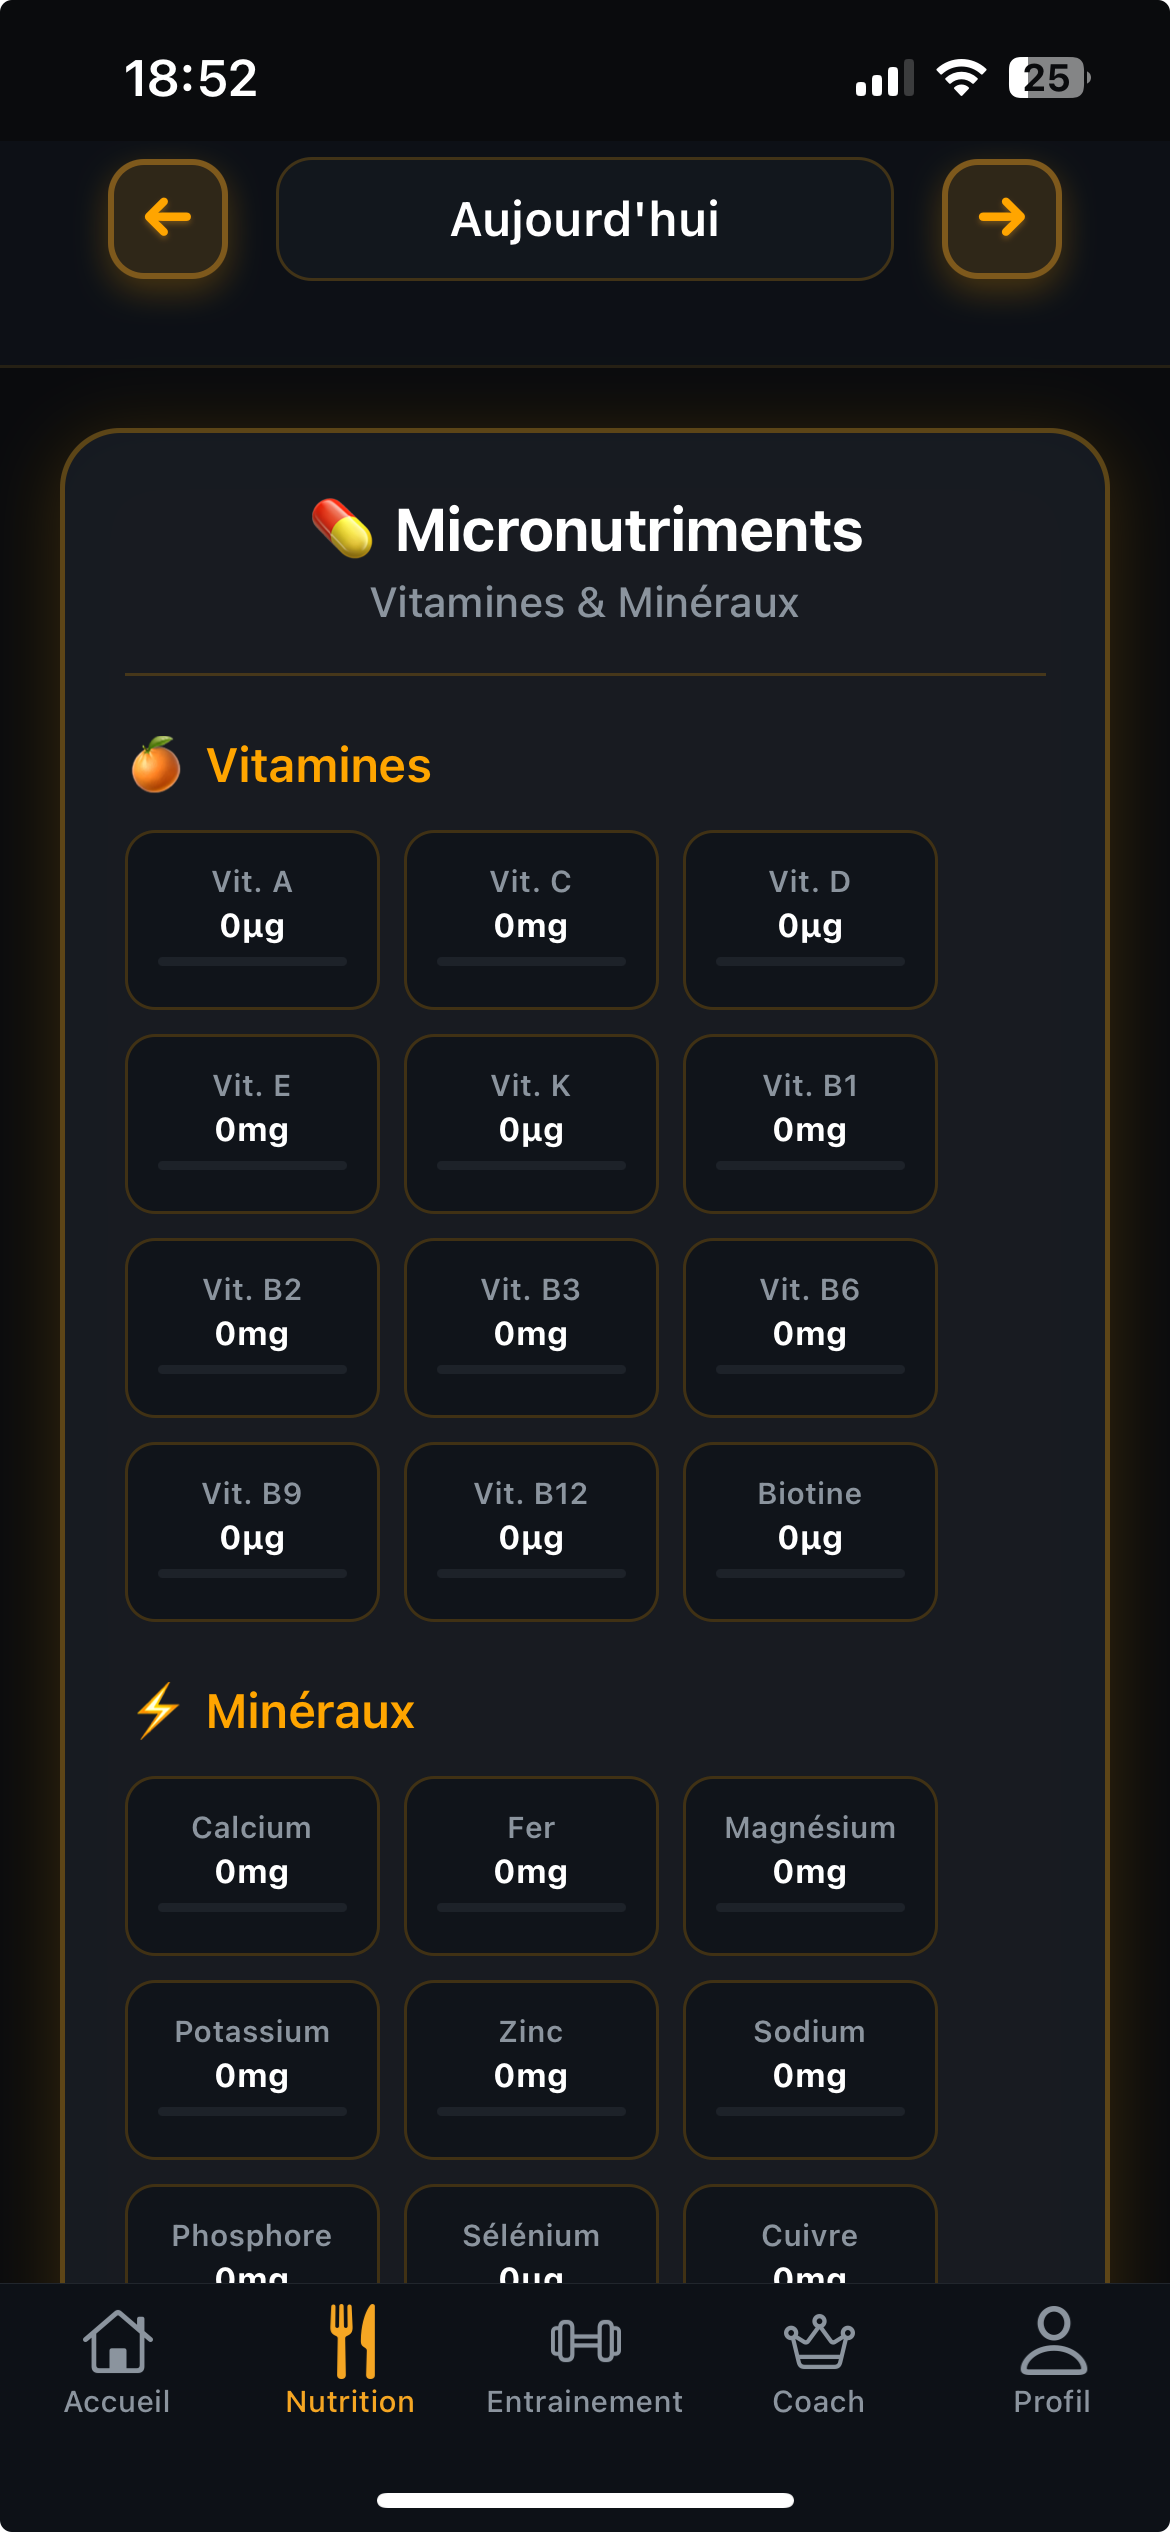 18:52
25
Aujourd'hui
Micronutriments
Vitamines & Minéraux
Vitamines
Vit. A
0µg
Vit. C
0mg
Vit. D
0µg
Vit. E
0mg
Vit. K
0µg
Vit. B1
0mg
Vit. B2
0mg
Vit. B3
0mg
Vit. B6
0mg
Vit. B9
0µg
Vit. B12
0µg
Biotine
0µg
Minéraux
Calcium
0mg
Fer
0mg
Magnésium
0mg
Potassium
0mg
Zinc
0mg
Sodium
0mg
Phosphore
0mg
Sélénium
0µg
Cuivre
0mg
Accueil
Nutrition
Entrainement
Coach
Profil